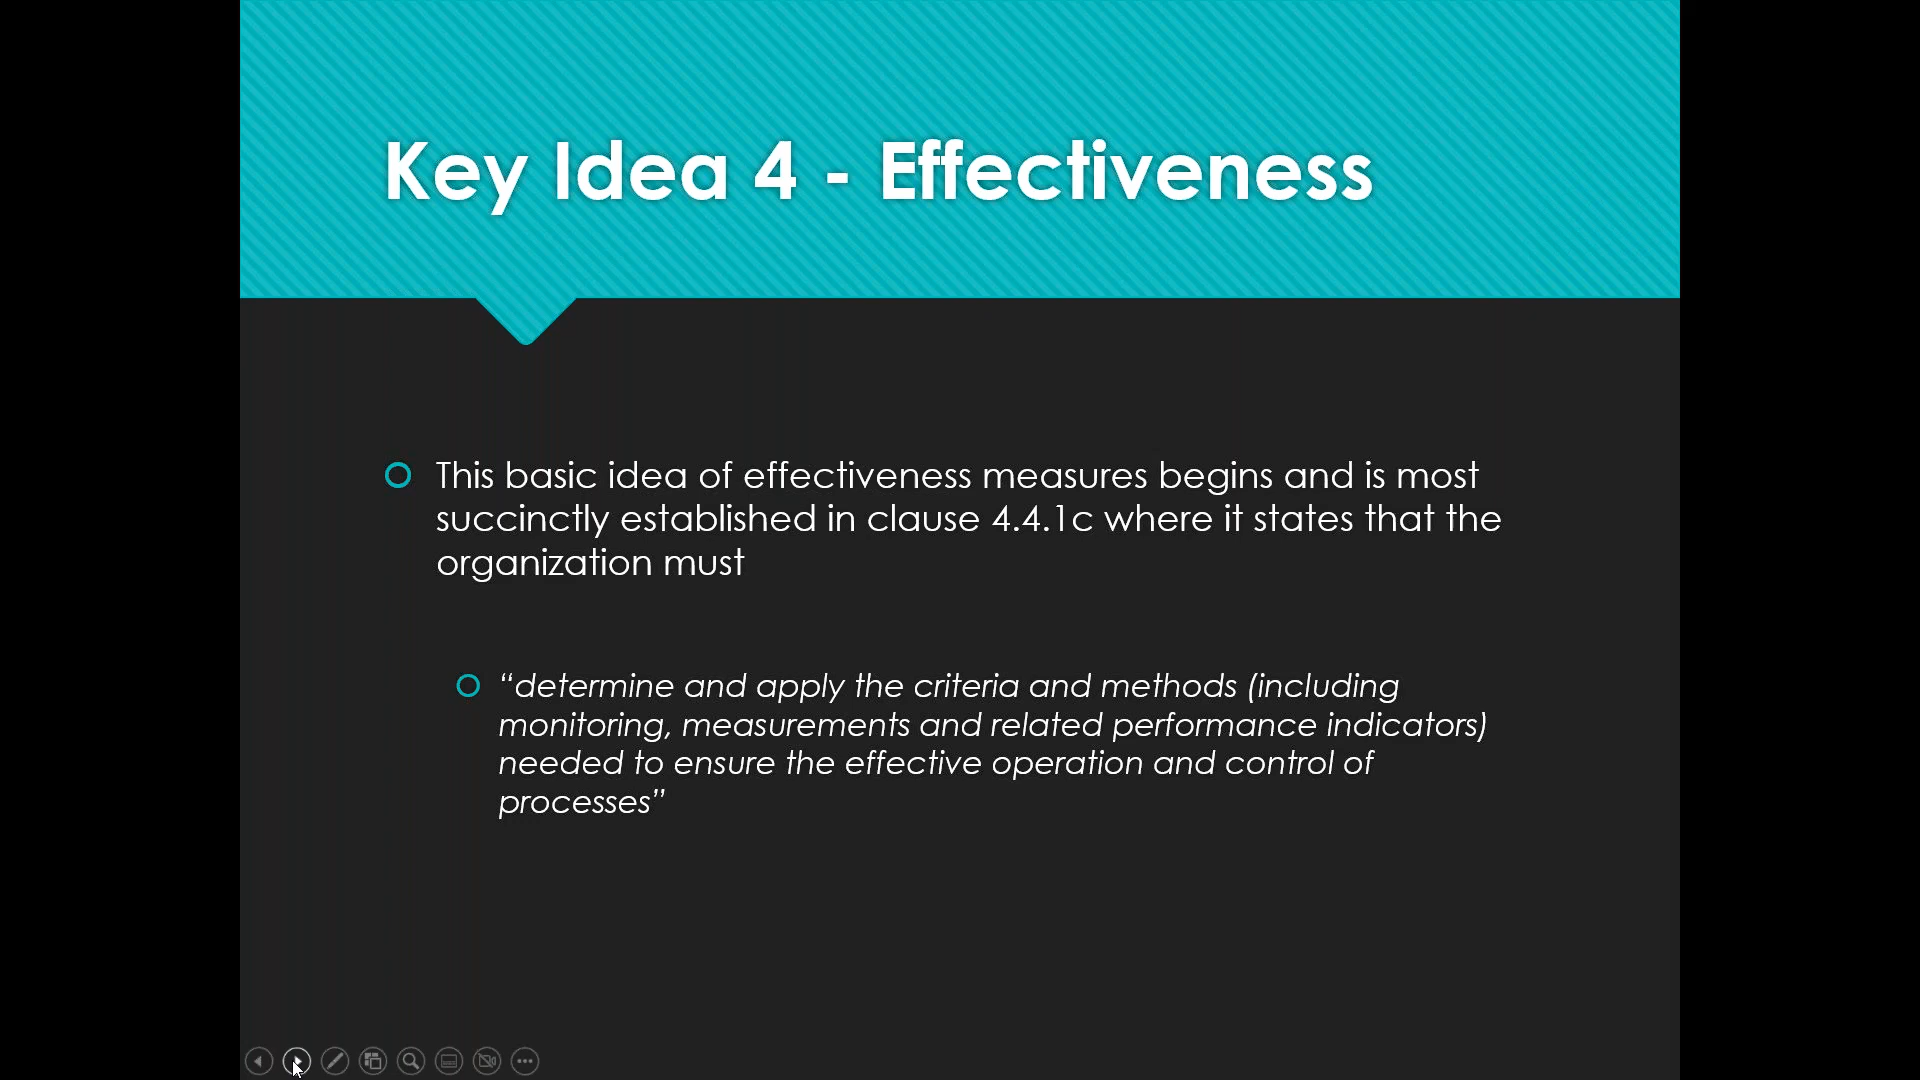 Key Idea 4 - Effectiveness
This basic idea of effectiveness measures begins and is most
succinctly established in clause 4.4.1c where it states that the
organization must
“determine and apply the criteria and methods (including
monitoring, measurements and related performance indicators)
needed to ensure the effective operation and control of
processes”